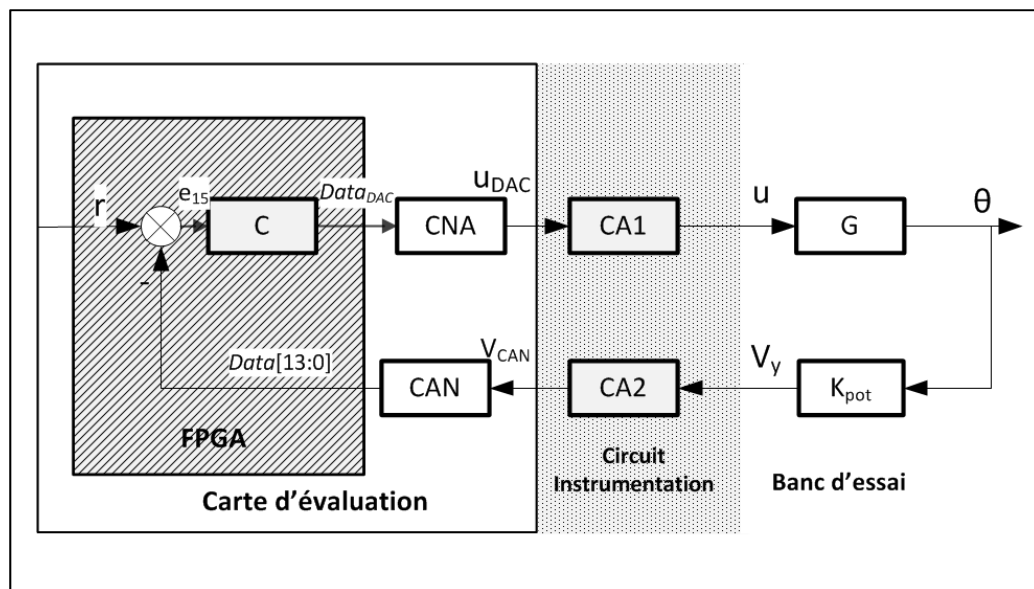 r
e15
C
DataDAC
CNA
uDAC
CA1
u
G
θ
-
Data[13:0]
CAN
VCAN
CA2
Vy
Kpot
FPGA
Carte d'évaluation
Circuit
Instrumentation
Banc d'essai